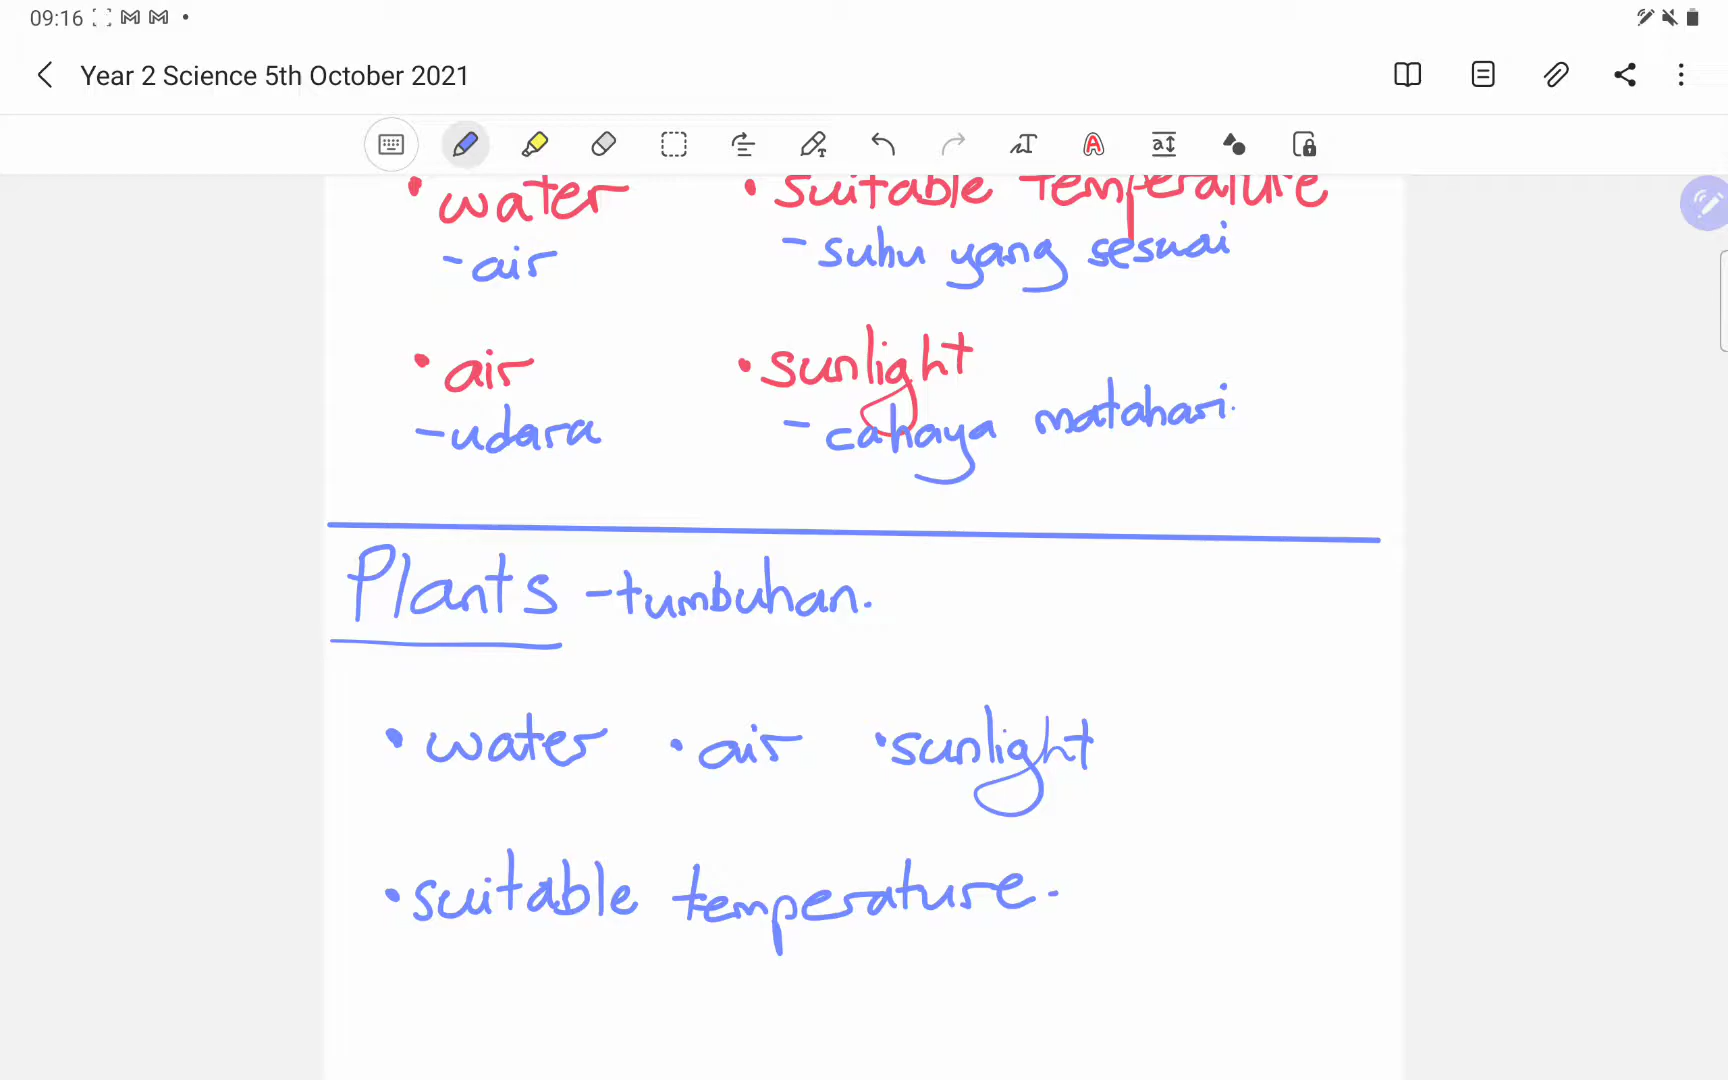 09:16
Year 2 Science 5th October 2021
• water • suitable temperature
- air - suhu yang sesuai
• air • sunlight
- udara - cahaya matahari.
Plants - tumbuhan.
• water • air • sunlight
• suitable temperature.